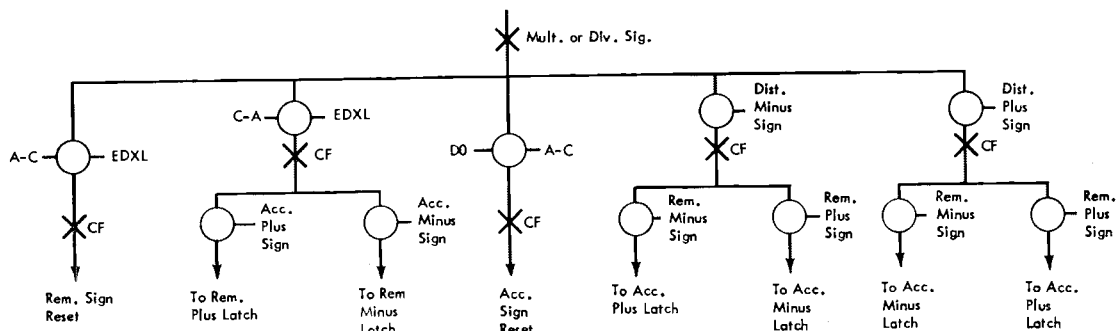 Mult. or Div. Sig.
C-A
EDXL
CF
A-C
EDXL
CF
Acc.
Plus
Sign
Acc.
Minus
Sign
D0
A-C
CF
Dist.
Minus
Sign
CF
Rem.
Minus
Sign
Rem.
Plus
Sign
Dist.
Plus
Sign
CF
Rem.
Minus
Sign
Rem.
Plus
Sign
Rem. Sign
Reset
To Rem.
Plus Latch
To Rem
Minus
Latch
Acc.
Sign
Reset
To Acc.
Plus Latch
To Acc.
Minus
Latch
To Acc.
Minus
Latch
To Acc.
Plus
Latch